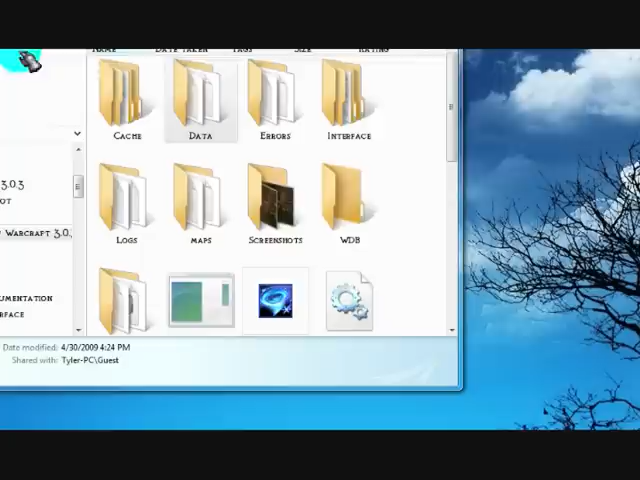 Name Date taken Tags Size Rating
Cache Data Errors Interface
Logs Maps Screenshots WDB
3.0.3
ot
Warcraft 3.0.
umentation
rface
Date modified: 4/30/2009 4:24 PM
Shared with: Tyler-PC\Guest